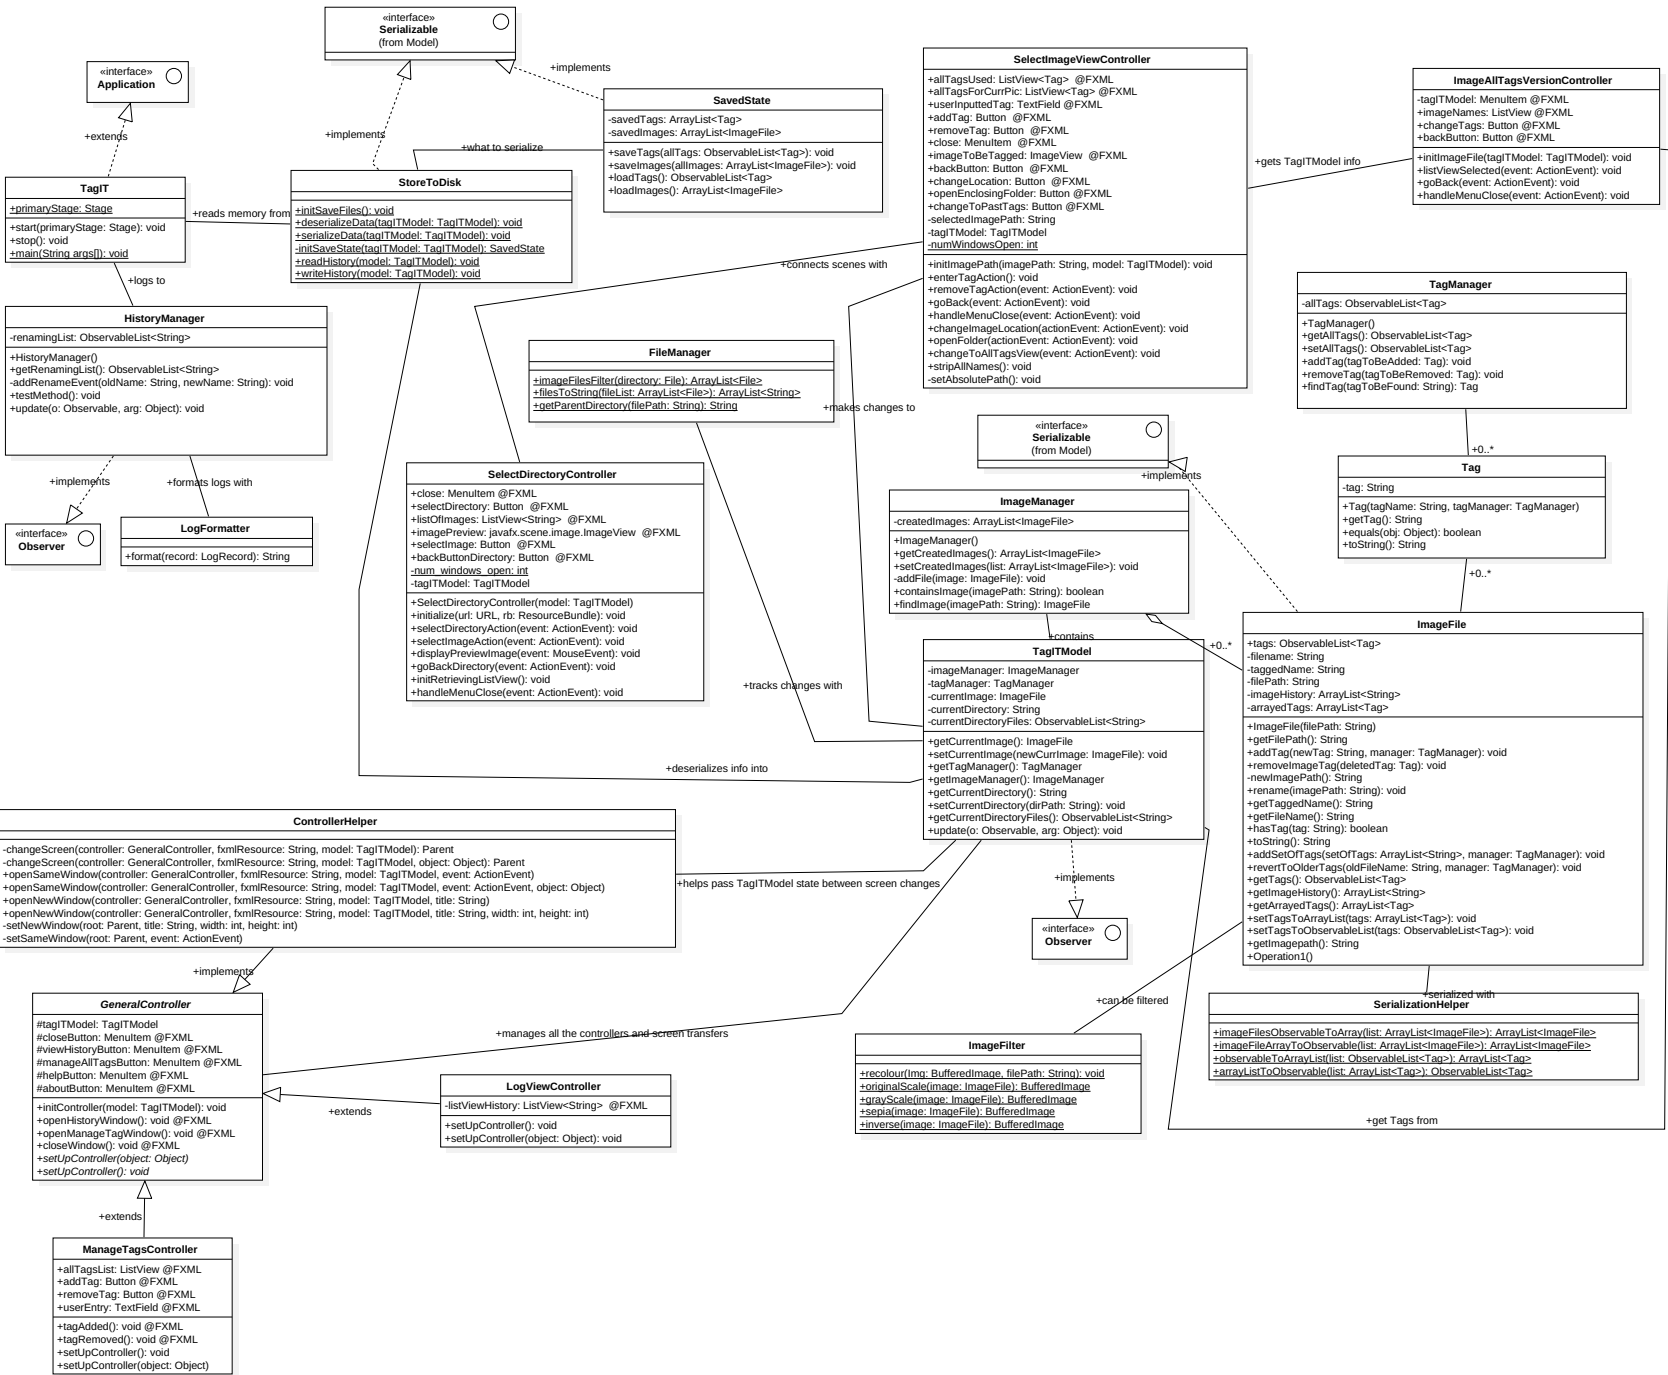 «interface»
Serializable
(from Model)
«interface»
Application
+extends
+implements
+implements
+what to serialize
SavedState
-savedTags: ArrayList<Tag>
-savedImages: ArrayList<ImageFile>
+saveTags(allTags: ObservableList<Tag>): void
+saveImages(allImages: ArrayList<ImageFile>): void
+loadTags(): ObservableList<Tag>
+loadImages(): ArrayList<ImageFile>
TagIT
+primaryStage: Stage
+start(primaryStage: Stage): void
+stop(): void
+main(String args[]): void
+reads memory from
+logs to
StoreToDisk
+initSaveFiles(): void
+deserializeData(tagITModel: TagITModel): void
+serializeData(tagITModel: TagITModel): void
-initSaveState(tagITModel: TagITModel): SavedState
+readHistory(model: TagITModel): void
+writeHistory(model: TagITModel): void
SelectImageViewController
+allTagsUsed: ListView<Tag>  @FXML
+allTagsForCurrPic: ListView<Tag> @FXML
+userInputtedTag: TextField @FXML
+addTag: Button  @FXML
+removeTag: Button  @FXML
+close: MenuItem  @FXML
+imageToBeTagged: ImageView  @FXML
+backButton: Button  @FXML
+changeLocation: Button  @FXML
+openEnclosingFolder: Button @FXML
+changeToPastTags: Button @FXML
-selectedImagePath: String
-tagITModel: TagITModel
-numWindowsOpen: int
+initImagePath(imagePath: String, model: TagITModel): void
+enterTagAction(): void
+removeTagAction(event: ActionEvent): void
+goBack(event: ActionEvent): void
+handleMenuClose(event: ActionEvent): void
+changeImageLocation(actionEvent: ActionEvent): void
+openFolder(actionEvent: ActionEvent): void
+changeToAllTagsView(event: ActionEvent): void
+stripAllNames(): void
-setAbsolutePath(): void
+gets TagITModel info
ImageAllTagsVersionController
-tagITModel: MenuItem @FXML
+imageNames: ListView @FXML
+changeTags: Button @FXML
+backButton: Button @FXML
+initImageFile(tagITModel: TagITModel): void
+listViewSelected(event: ActionEvent): void
+goBack(event: ActionEvent): void
+handleMenuClose(event: ActionEvent): void
+connects scenes with
+makes changes to
HistoryManager
-renamingList: ObservableList<String>
+HistoryManager()
+getRenamingList(): ObservableList<String>
-addRenameEvent(oldName: String, newName: String): void
+testMethod(): void
+update(o: Observable, arg: Object): void
+implements
+formats logs with
«interface»
Observer
LogFormatter
+format(record: LogRecord): String
FileManager
+imageFilesFilter(directory: File): ArrayList<File>
+filesToString(fileList: ArrayList<File>): ArrayList<String>
+getParentDirectory(filePath: String): String
TagManager
-allTags: ObservableList<Tag>
+TagManager()
+getAllTags(): ObservableList<Tag>
+setAllTags(): ObservableList<Tag>
+addTag(tagToBeAdded: Tag): void
+removeTag(tagToBeRemoved: Tag): void
+findTag(tagToBeFound: String): Tag
+0..*
Tag
-tag: String
+Tag(tagName: String, tagManager: TagManager)
+getTag(): String
+equals(obj: Object): boolean
+toString(): String
+0..*
«interface»
Serializable
(from Model)
+implements
SelectDirectoryController
+close: MenuItem @FXML
+selectDirectory: Button  @FXML
+listOfImages: ListView<String>  @FXML
+imagePreview: javafx.scene.image.ImageView  @FXML
+selectImage: Button  @FXML
+backButtonDirectory: Button  @FXML
-num_windows_open: int
-tagITModel: TagITModel
+SelectDirectoryController(model: TagITModel)
+initialize(url: URL, rb: ResourceBundle): void
+selectDirectoryAction(event: ActionEvent): void
+selectImageAction(event: ActionEvent): void
+displayPreviewImage(event: MouseEvent): void
+goBackDirectory(event: ActionEvent): void
+initRetrievingListView(): void
+handleMenuClose(event: ActionEvent): void
ImageManager
-createdImages: ArrayList<ImageFile>
+ImageManager()
+getCreatedImages(): ArrayList<ImageFile>
+setCreatedImages(list: ArrayList<ImageFile>): void
-addFile(image: ImageFile): void
+containsImage(imagePath: String): boolean
+findImage(imagePath: String): ImageFile
+contains
+0..*
+tracks changes with
+deserializes info into
TagITModel
-imageManager: ImageManager
-tagManager: TagManager
-currentImage: ImageFile
-currentDirectory: String
-currentDirectoryFiles: ObservableList<String>
+getCurrentImage(): ImageFile
+setCurrentImage(newCurrImage: ImageFile): void
+getTagManager(): TagManager
+getImageManager(): ImageManager
+getCurrentDirectory(): String
+setCurrentDirectory(dirPath: String): void
+getCurrentDirectoryFiles(): ObservableList<String>
+update(o: Observable, arg: Object): void
ImageFile
+tags: ObservableList<Tag>
-filename: String
-taggedName: String
-filePath: String
-imageHistory: ArrayList<String>
-arrayedTags: ArrayList<Tag>
+ImageFile(filePath: String)
+getFilePath(): String
+addTag(newTag: String, manager: TagManager): void
+removeImageTag(deletedTag: Tag): void
-newImagePath(): String
+rename(imagePath: String): void
+getTaggedName(): String
+getFileName(): String
+hasTag(tag: String): boolean
+toString(): String
+addSetOfTags(setOfTags: ArrayList<String>, manager: TagManager): void
+revertToOlderTags(oldFileName: String, manager: TagManager): void
+getTags(): ObservableList<Tag>
+getImageHistory(): ArrayList<String>
+getArrayedTags(): ArrayList<Tag>
+setTagsToArrayList(tags: ArrayList<Tag>): void
+setTagsToObservable(tags: ObservableList<Tag>): void
+getImagepath(): String
+Operation1()
ControllerHelper
-changeScreen(controller: GeneralController, fxmlResource: String, model: TagITModel): Parent
-changeScreen(controller: GeneralController, fxmlResource: String, model: TagITModel, object: Object): Parent
+openSameWindow(controller: GeneralController, fxmlResource: String, model: TagITModel, event: ActionEvent)
+openSameWindow(controller: GeneralController, fxmlResource: String, model: TagITModel, event: ActionEvent, object: Object)
+openNewWindow(controller: GeneralController, fxmlResource: String, model: TagITModel, title: String)
+openNewWindow(controller: GeneralController, fxmlResource: String, model: TagITModel, title: String, width: int, height: int)
-setNewWindow(root: Parent, title: String, width: int, height: int)
-setSameWindow(root: Parent, event: ActionEvent)
+helps pass TagITModel state between screen changes
+implements
«interface»
Observer
+implements
GeneralController
#tagITModel: TagITModel
#closeButton: MenuItem @FXML
#viewHistoryButton: MenuItem @FXML
#manageAllTagsButton: MenuItem @FXML
#helpButton: MenuItem @FXML
#aboutButton: MenuItem @FXML
+initController(model: TagITModel): void
+openHistoryWindow(): void @FXML
+openManageTagWindow(): void @FXML
+closeWindow(): void @FXML
+setUpController(object: Object)
+setUpController(): void
+manages all the controllers and screen transfers
+extends
LogViewController
-listViewHistory: ListView<String>  @FXML
+setUpController(): void
+setUpController(object: Object): void
+can be filtered
ImageFilter
+recolour(Img: BufferedImage, filePath: String): void
+originalScale(image: ImageFile): BufferedImage
+grayScale(image: ImageFile): BufferedImage
+sepia(image: ImageFile): BufferedImage
+inverse(image: ImageFile): BufferedImage
+serialized with
SerializationHelper
+imageFilesObservableToArray(list: ArrayList<ImageFile>): ArrayList<ImageFile>
+imageFileArrayToObservable(list: ArrayList<ImageFile>): ArrayList<ImageFile>
+observableToArrayList(list: ObservableList<Tag>): ArrayList<Tag>
+arrayListToObservable(list: ArrayList<Tag>): ObservableList<Tag>
+get Tags from
+extends
ManageTagsController
+allTagsList: ListView @FXML
+addTag: Button @FXML
+removeTag: Button @FXML
+userEntry: TextField @FXML
+tagAdded(): void @FXML
+tagRemoved(): void @FXML
+setUpController(): void
+setUpController(object: Object)